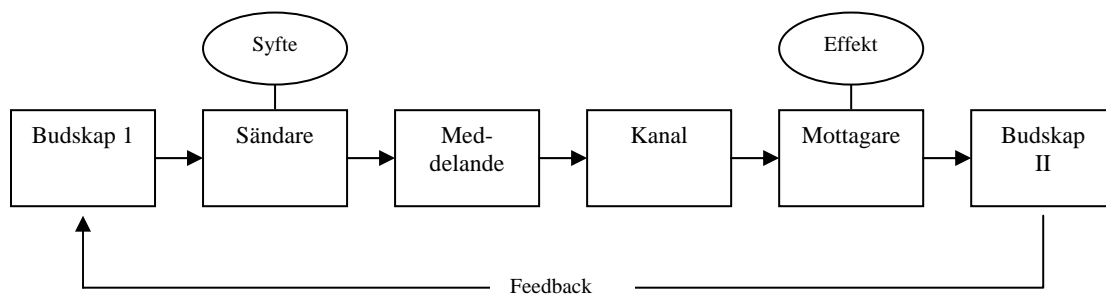 Syfte
Effekt
Budskap 1
Sändare
Med-
delande
Kanal
Mottagare
Budskap
II
Feedback